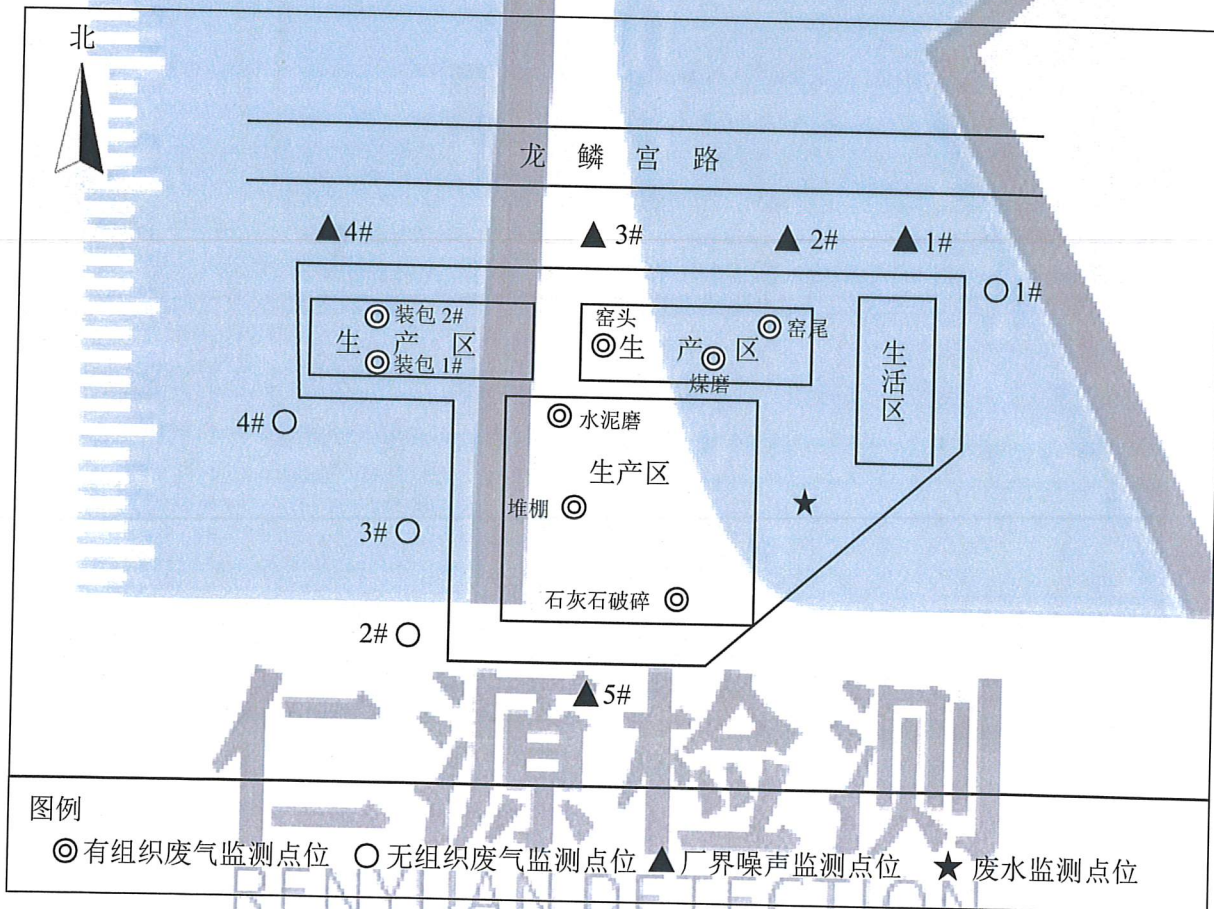 北
龙鳞宫路
▲4#
▲3#
▲2#
▲1#
○1#
◎装包 2#
生产区
◎装包 1#
窑头
◎生产区
◎窑尾
◎
煤磨
生活区
4#○
◎水泥磨
生产区
堆棚◎
★
3#○
石灰石破碎◎
2#○
▲5#
仁源检测
图例
◎有组织废气监测点位 ○无组织废气监测点位 ▲厂界噪声监测点位 ★废水监测点位
RENYUAN DETECTION